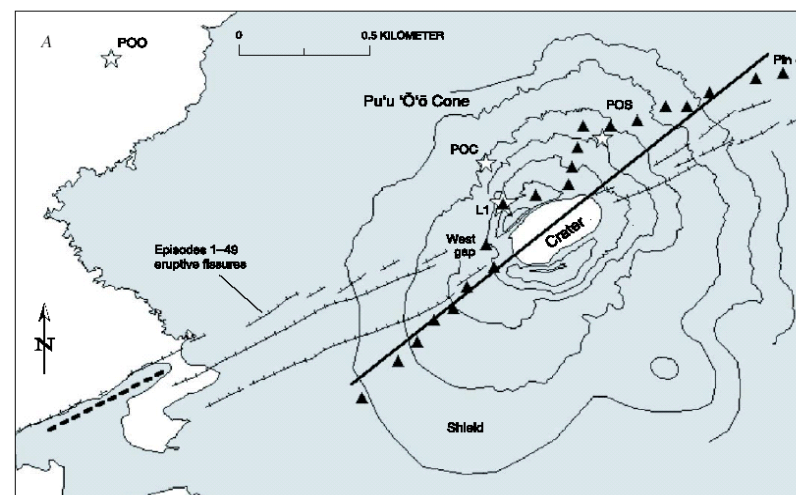 A
POO
0
0.5 KILOMETER
Pin
Pu‘u ‘Ō‘ō Cone
POS
POC
L1
Crater
West
gap
Episodes 1–49
eruptive fissures
N
Shield